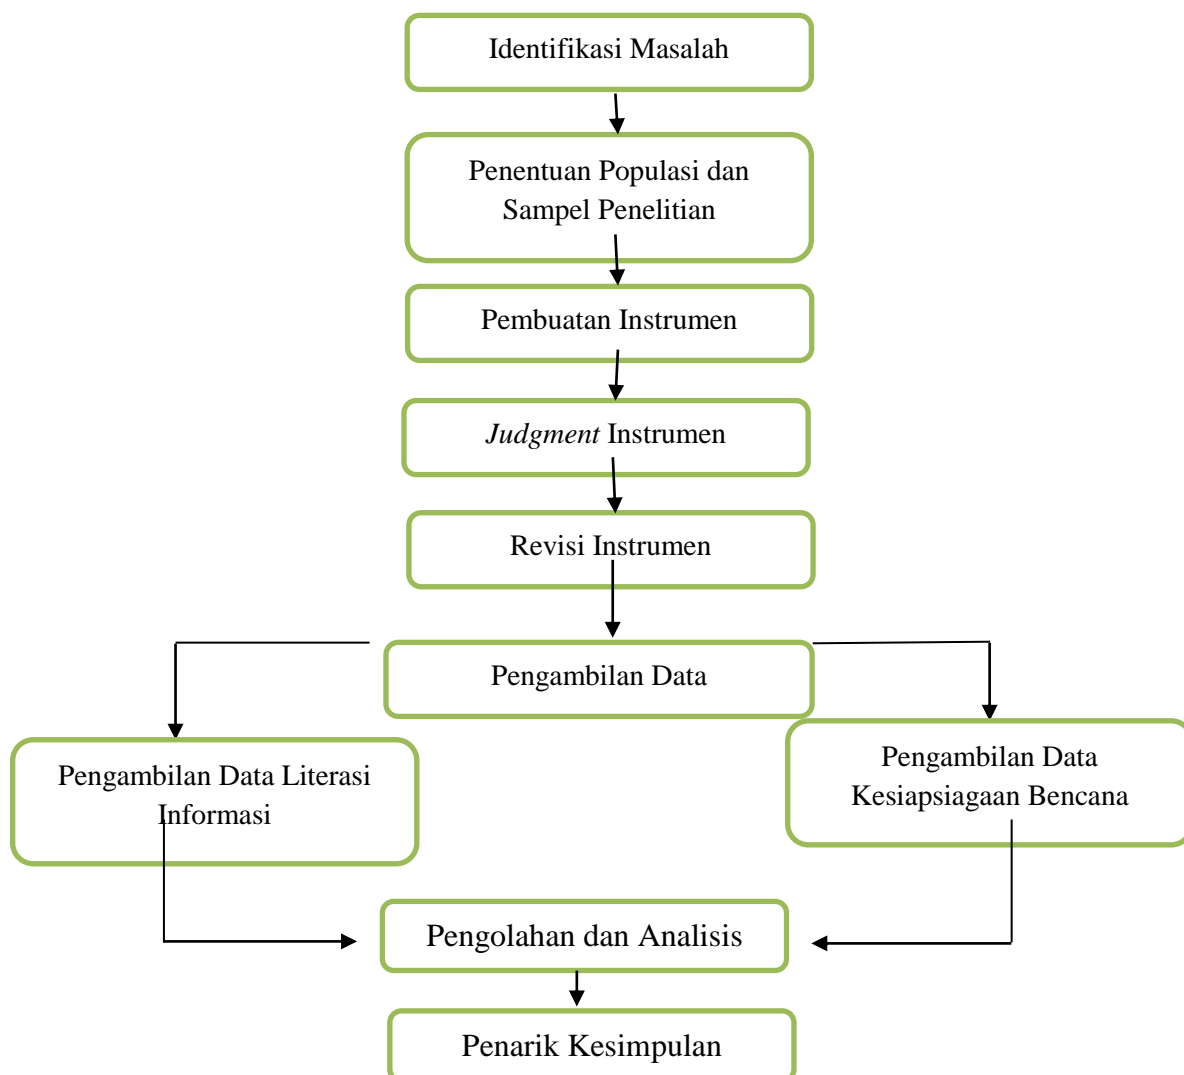 Identifikasi Masalah
Penentuan Populasi dan
Sampel Penelitian
Pembuatan Instrumen
Judgment Instrumen
Revisi Instrumen
Pengambilan Data
Pengambilan Data Literasi
Informasi
Pengambilan Data
Kesiapsiagaan Bencana
Pengolahan dan Analisis
Penarik Kesimpulan